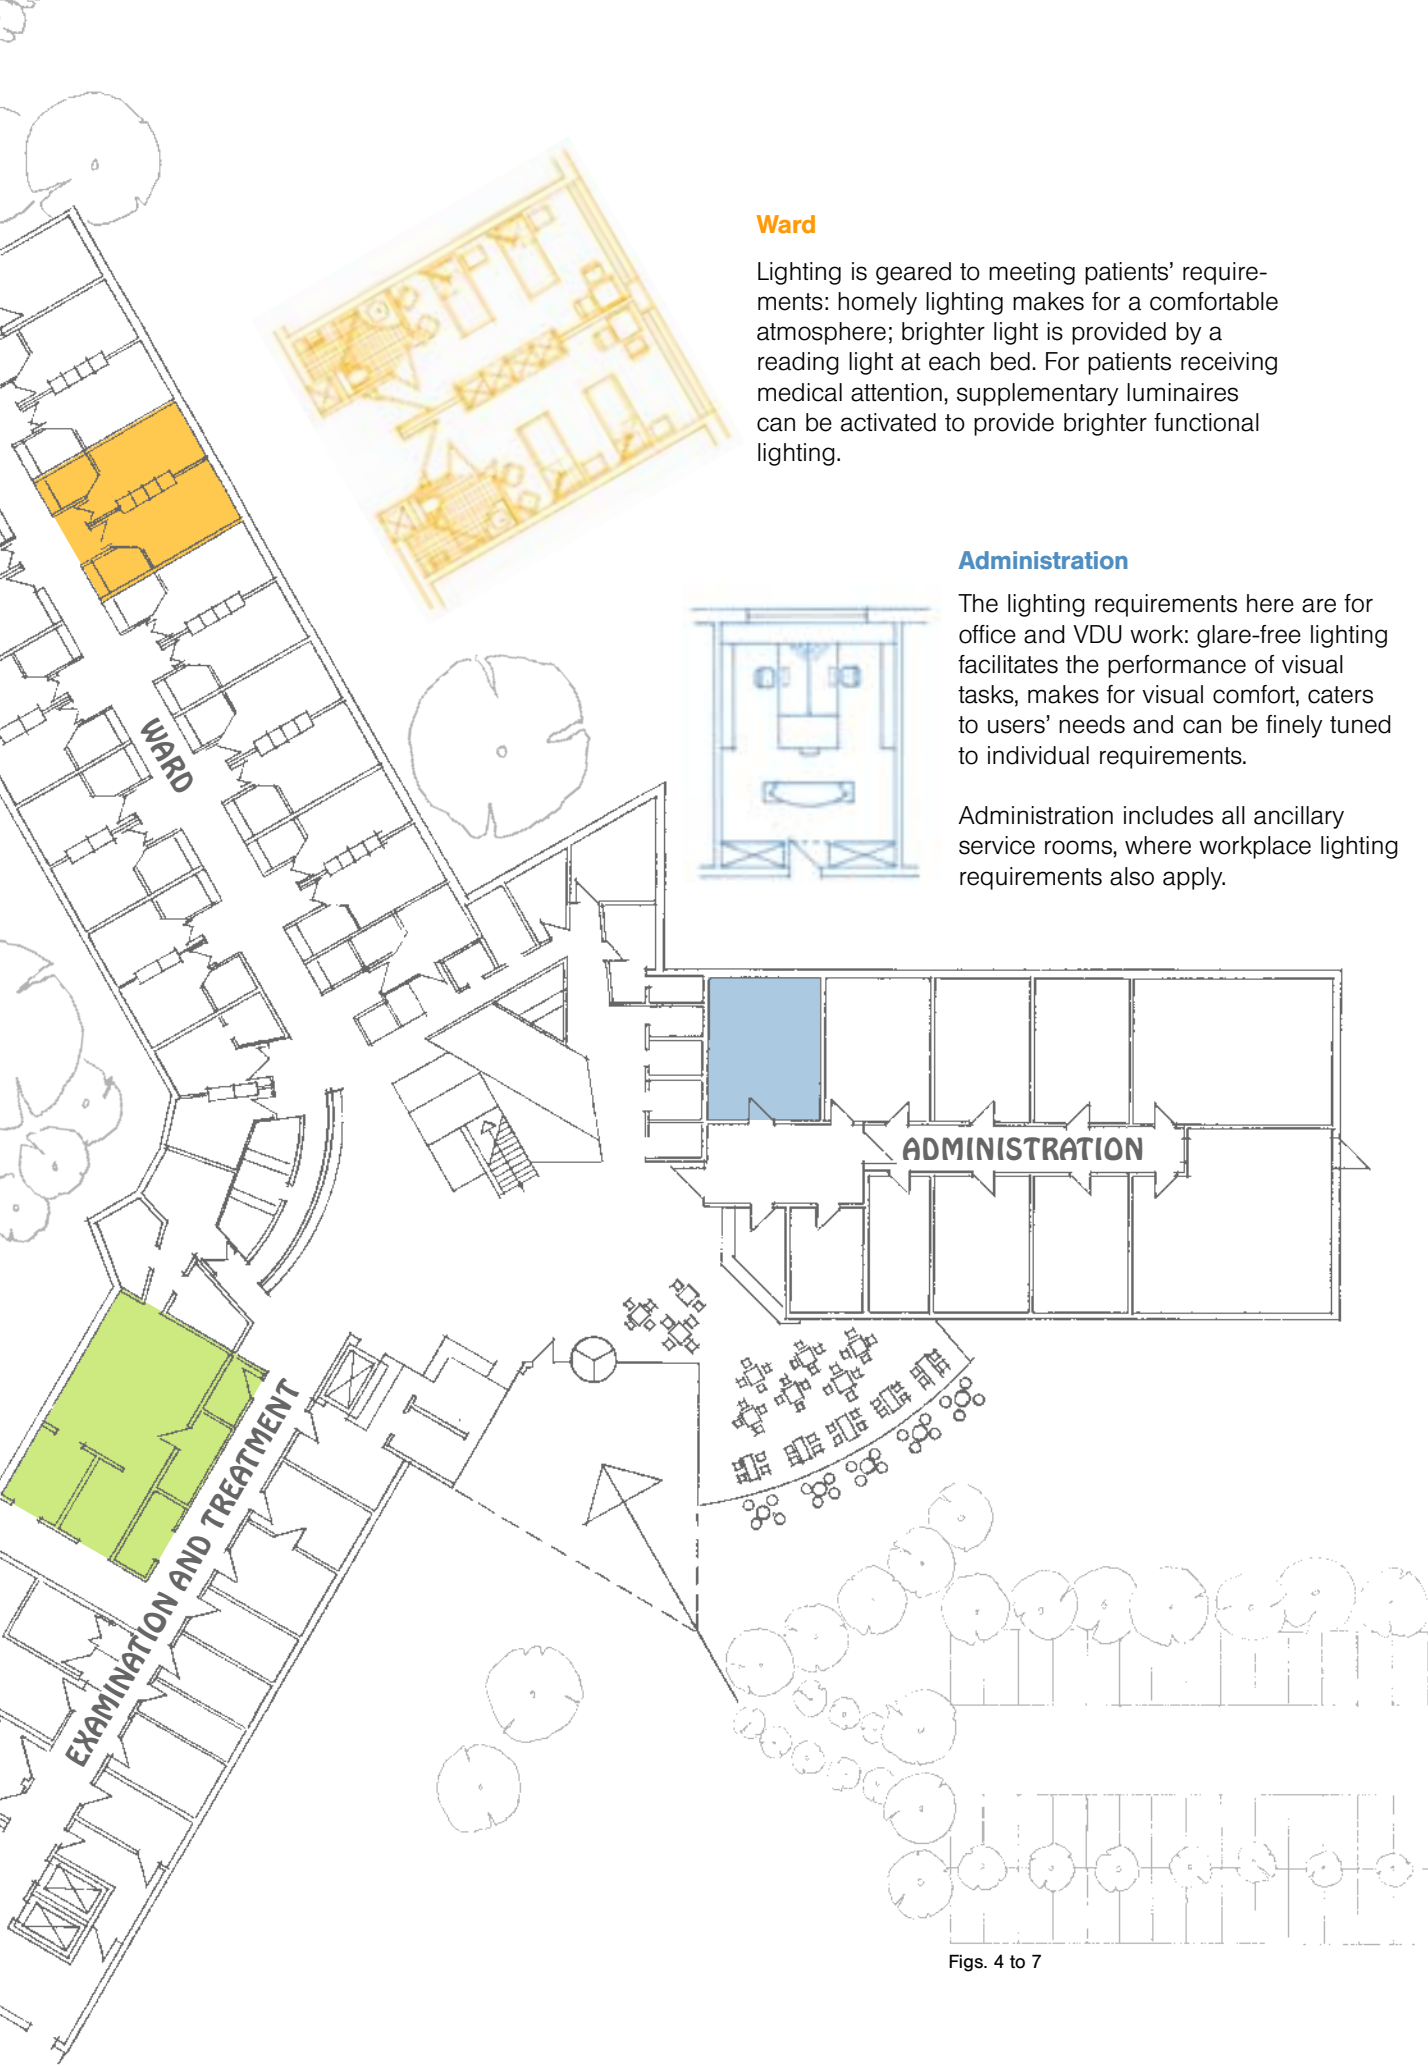 Ward
Lighting is geared to meeting patients’ require-
ments: homely lighting makes for a comfortable
atmosphere; brighter light is provided by a
reading light at each bed. For patients receiving
medical attention, supplementary luminaires
can be activated to provide brighter functional
lighting.
Administration
The lighting requirements here are for
office and VDU work: glare-free lighting
facilitates the performance of visual
tasks, makes for visual comfort, caters
to users’ needs and can be finely tuned
to individual requirements.
Administration includes all ancillary
service rooms, where workplace lighting
requirements also apply.
WARD
ADMINISTRATION
EXAMINATION AND TREATMENT
Figs. 4 to 7